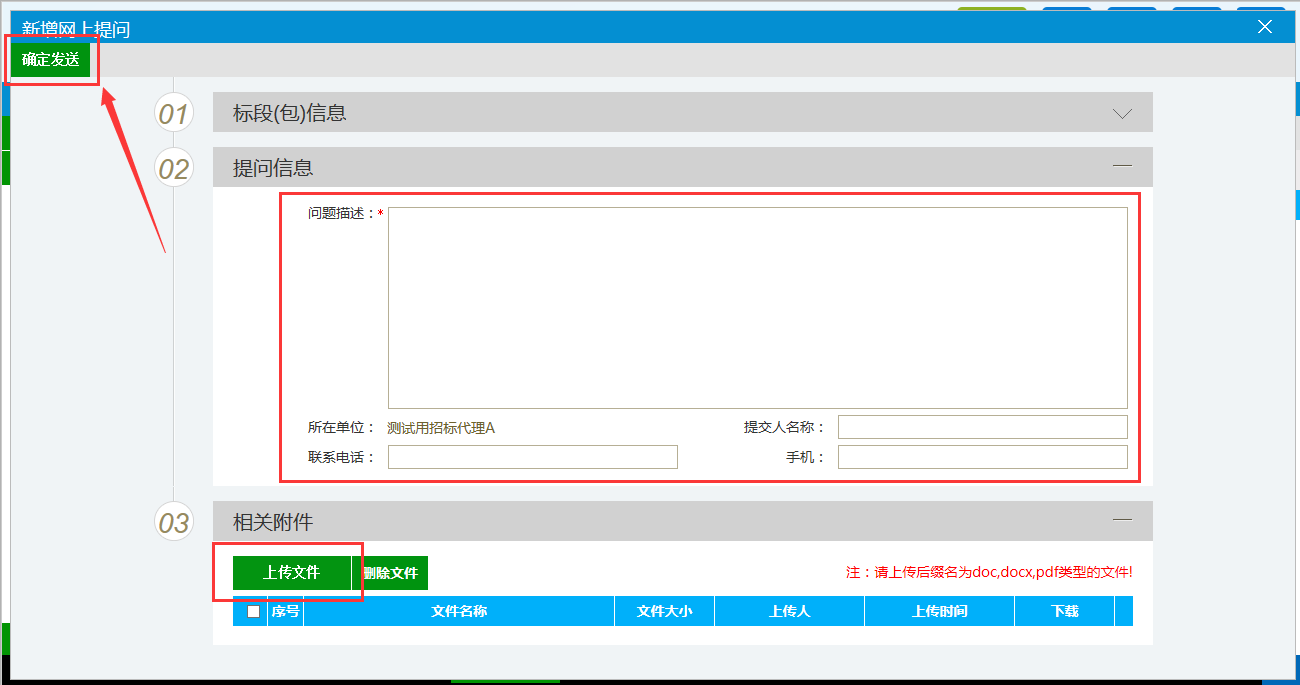 新增网上提问
确定发送
01 标段(包)信息
02 提问信息
问题描述：*
所在单位： 测试用招标代理A 提交人名称：
联系电话： 手机：
03 相关附件
上传文件 删除文件 注：请上传后缀名为doc,docx,pdf类型的文件!
序号 文件名称 文件大小 上传人 上传时间 下载